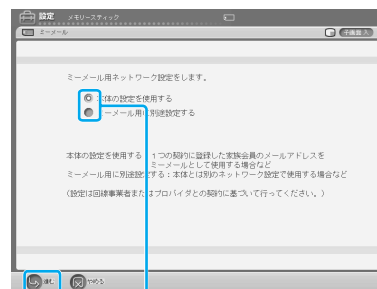 設定 メモリースティック
ミーメール 子画面入
ミーメール用ネットワーク設定をします。
本体の設定を使用する
ミーメール用に別途設定する
本体の設定を使用する : 1つの契約に登録した家族会員のメールアドレスを
ミーメールとして使用する場合など
ミーメール用に別途設定する:本体とは別のネットワーク設定で使用する場合など
(設定は回線事業者またはプロバイダとの契約に基づいて行ってください。)
進む やめる